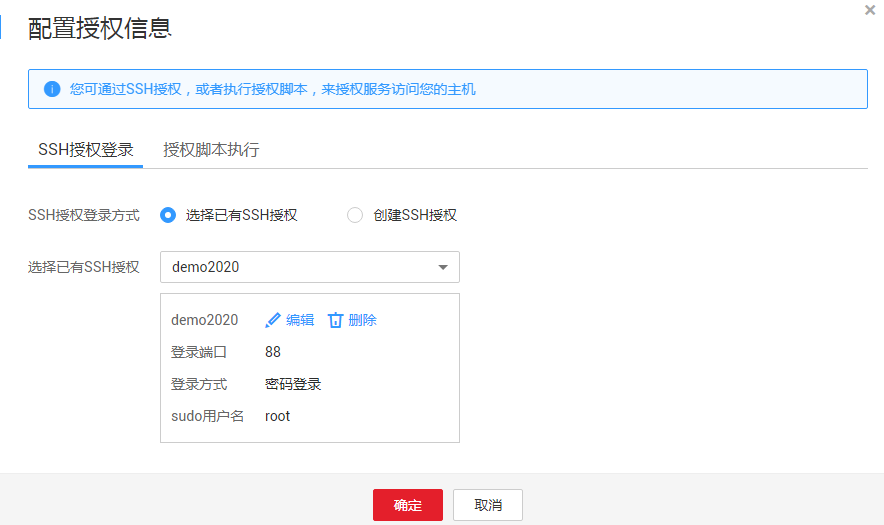 配置授权信息
您可通过SSH授权，或者执行授权脚本，来授权服务访问您的主机
SSH授权登录 授权脚本执行
SSH授权登录方式 选择已有SSH授权 创建SSH授权
选择已有SSH授权 demo2020
demo2020 编辑 删除
登录端口 88
登录方式 密码登录
sudo用户名 root
确定 取消